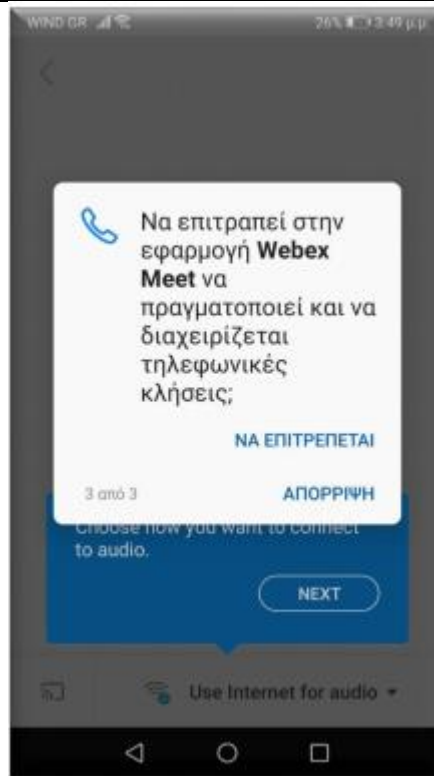 WIND GR
26% 3:49 μ.μ.
Να επιτραπεί στην
εφαρμογή Webex
Meet να
πραγματοποιεί και να
διαχειρίζεται
τηλεφωνικές
κλήσεις;
ΝΑ ΕΠΙΤΡΕΠΕΤΑΙ
3 από 3
ΑΠΟΡΡΙΨΗ
Choose how you want to connect
to audio.
NEXT
Use Internet for audio